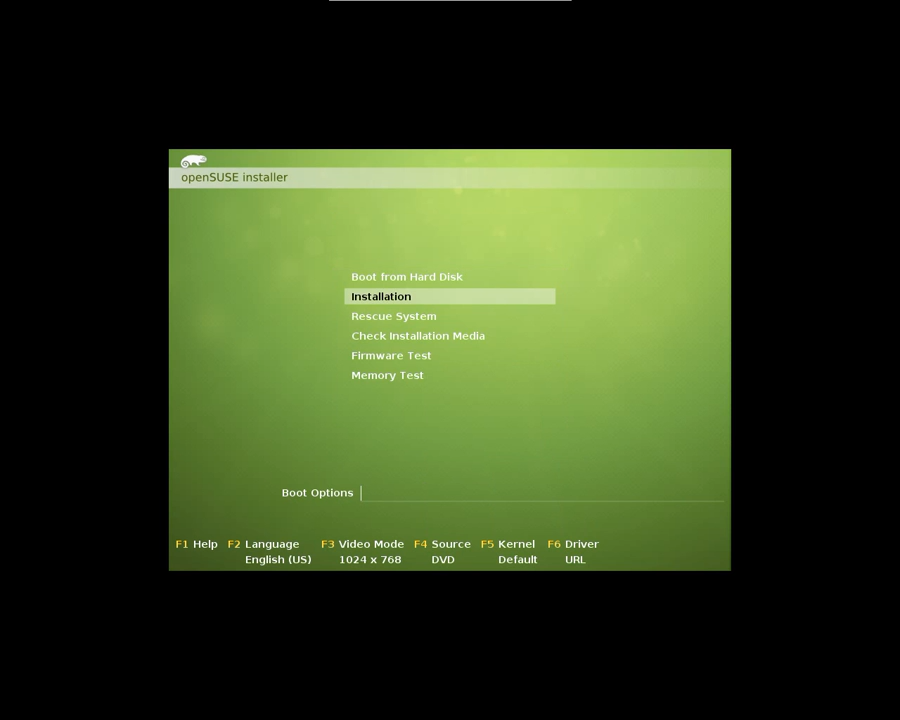 openSUSE installer
Boot from Hard Disk
Installation
Rescue System
Check Installation Media
Firmware Test
Memory Test
Boot Options
F1 Help F2 Language F3 Video Mode F4 Source F5 Kernel F6 Driver
English (US) 1024 x 768 DVD Default URL